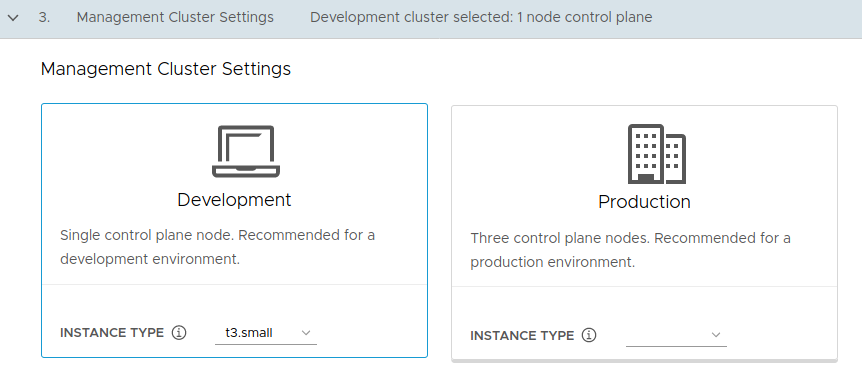 3. Management Cluster Settings Development cluster selected: 1 node control plane
Management Cluster Settings
Development
Single control plane node. Recommended for a
development environment.
INSTANCE TYPE t3.small
Production
Three control plane nodes. Recommended for a
production environment.
INSTANCE TYPE